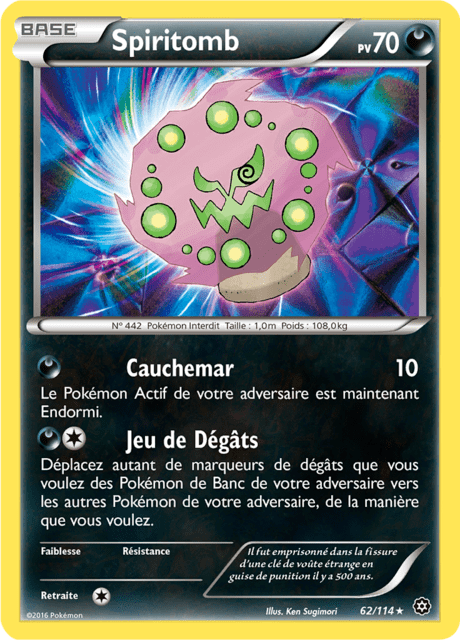 BASE
Spiritomb
PV70
N° 442 Pokémon Interdit Taille : 1,0m Poids : 108,0kg
Cauchemar 10
Le Pokémon Actif de votre adversaire est maintenant
Endormi.
Jeu de Dégâts
Déplacez autant de marqueurs de dégâts que vous
voulez des Pokémon de Banc de votre adversaire vers
les autres Pokémon de votre adversaire, de la manière
que vous voulez.
Faiblesse Résistance
Il fut emprisonné dans la fissure
d'une clé de voûte étrange en
guise de punition il y a 500 ans.
Retraite
Illus. Ken Sugimori 62/114 ★
©2016 Pokémon